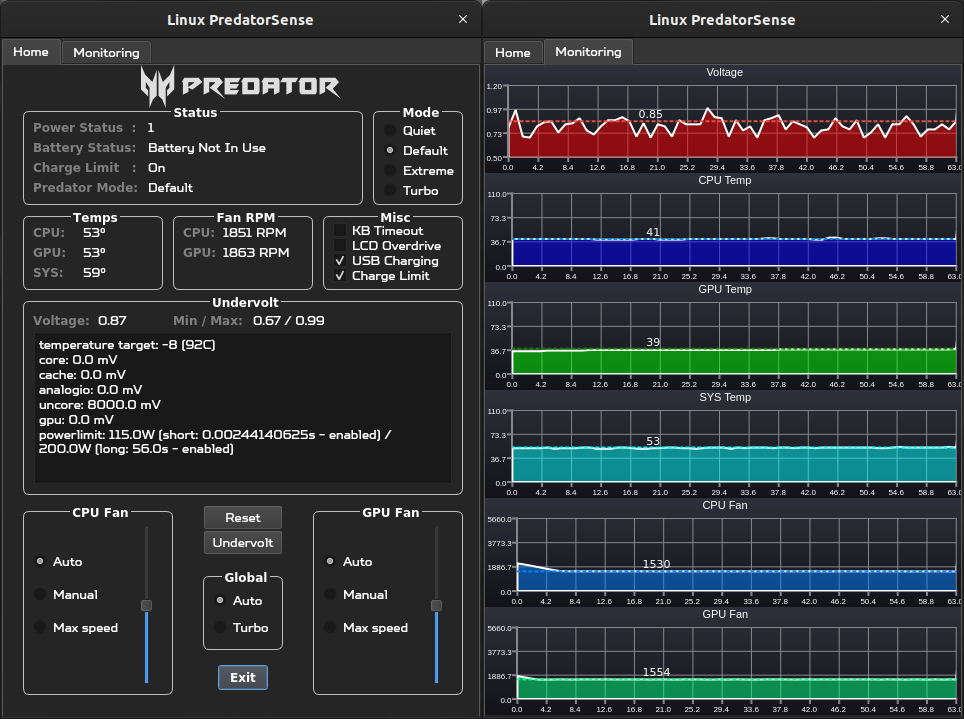 Linux PredatorSense ×
Home Monitoring
PREDATOR
Status
Power Status : 1
Battery Status: Battery Not In Use
Charge Limit : On
Predator Mode: Default
Mode
Quiet
Default
Extreme
Turbo
Temps
CPU: 53º
GPU: 53º
SYS: 59º
Fan RPM
CPU: 1851 RPM
GPU: 1863 RPM
Misc
KB Timeout
LCD Overdrive
USB Charging
Charge Limit
Undervolt
Voltage: 0.87 Min / Max: 0.67 / 0.99
temperature target: -8 (92C)
core: 0.0 mV
cache: 0.0 mV
analogio: 0.0 mV
uncore: 8000.0 mV
gpu: 0.0 mV
powerlimit: 115.0W (short: 0.00244140625s - enabled) /
200.0W (long: 56.0s - enabled)
CPU Fan
Auto
Manual
Max speed
Reset
Undervolt
Global
Auto
Turbo
Exit
GPU Fan
Auto
Manual
Max speed
Linux PredatorSense ×
Home Monitoring
Voltage
1.20
0.97
0.73
0.50
0.85
0.0 4.2 8.4 12.6 16.8 21.0 25.2 29.4 33.6 37.8 42.0 46.2 50.4 54.6 58.8 63.0
CPU Temp
110.0
73.3
36.7
0.0
41
0.0 4.2 8.4 12.6 16.8 21.0 25.2 29.4 33.6 37.8 42.0 46.2 50.4 54.6 58.8 63.0
GPU Temp
110.0
73.3
36.7
0.0
39
0.0 4.2 8.4 12.6 16.8 21.0 25.2 29.4 33.6 37.8 42.0 46.2 50.4 54.6 58.8 63.0
SYS Temp
110.0
73.3
36.7
0.0
53
0.0 4.2 8.4 12.6 16.8 21.0 25.2 29.4 33.6 37.8 42.0 46.2 50.4 54.6 58.8 63.0
CPU Fan
5660.0
3773.3
1886.7
0.0
1530
0.0 4.2 8.4 12.6 16.8 21.0 25.2 29.4 33.6 37.8 42.0 46.2 50.4 54.6 58.8 63.0
GPU Fan
5660.0
3773.3
1886.7
0.0
1554
0.0 4.2 8.4 12.6 16.8 21.0 25.2 29.4 33.6 37.8 42.0 46.2 50.4 54.6 58.8 63.0